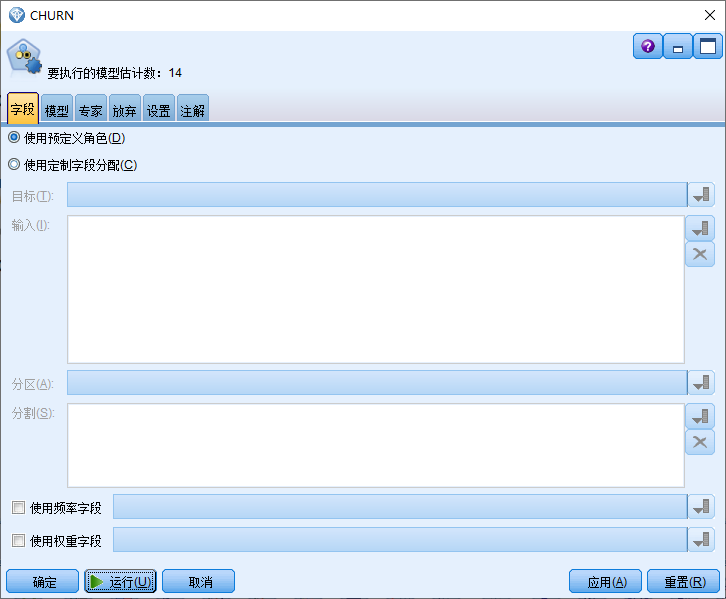 CHURN
要执行的模型估计数：14
字段 模型 专家 放弃 设置 注解
使用预定义角色(D)
使用定制字段分配(C)
目标(T):
输入(I):
分区(A):
分割(S):
使用频率字段
使用权重字段
确定 运行(U) 取消 应用(A) 重置(R)